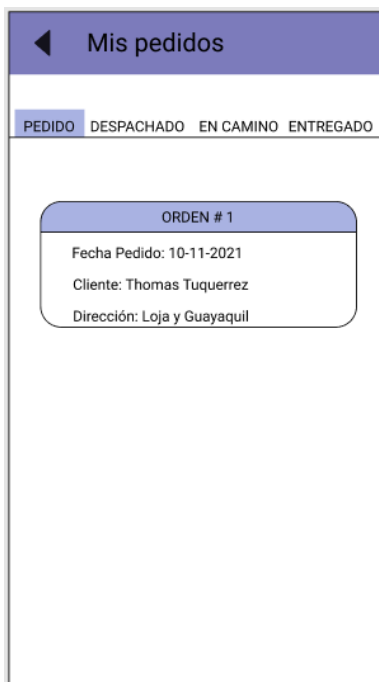 Mis pedidos
PEDIDO DESPACHADO EN CAMINO ENTREGADO
ORDEN # 1
Fecha Pedido: 10-11-2021
Cliente: Thomas Tuquerrez
Dirección: Loja y Guayaquil